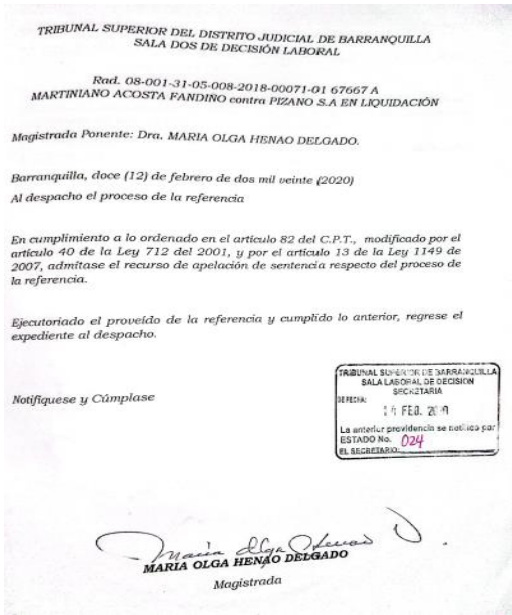 TRIBUNAL SUPERIOR DEL DISTRITO JUDICIAL DE BARRANQUILLA
SALA DOS DE DECISIÓN LABORAL
Rad. 08-001-31-05-008-2018-00071-01 67667 A
MARTINIANO ACOSTA FANDIÑO contra PIZANO S.A EN LIQUIDACIÓN
Magistrada Ponente: Dra. MARIA OLGA HENAO DELGADO.
Barranquilla, doce (12) de febrero de dos mil veinte (2020)
Al despacho el proceso de la referencia
En cumplimiento a lo ordenado en el artículo 82 del C.P.T., modificado por el
artículo 40 de la Ley 712 del 2001, y por el artículo 13 de la Ley 1149 de
2007, admítase el recurso de apelación de sentencia respecto del proceso de
la referencia.
Ejecutoriado el proveído de la referencia y cumplido lo anterior, regrese el
expediente al despacho.
Notifíquese y Cúmplase
TRIBUNAL SUPERIOR DE BARRANQUILLA
SALA LABORAL DE DECISION
SECRETARIA
DE FECHA:
FEB.
La anterior providencia se notifica por
ESTADO No. 024
EL SECRETARIO:
Maria Olga Henao D
MARIA OLGA HENAO DELGADO
Magistrada